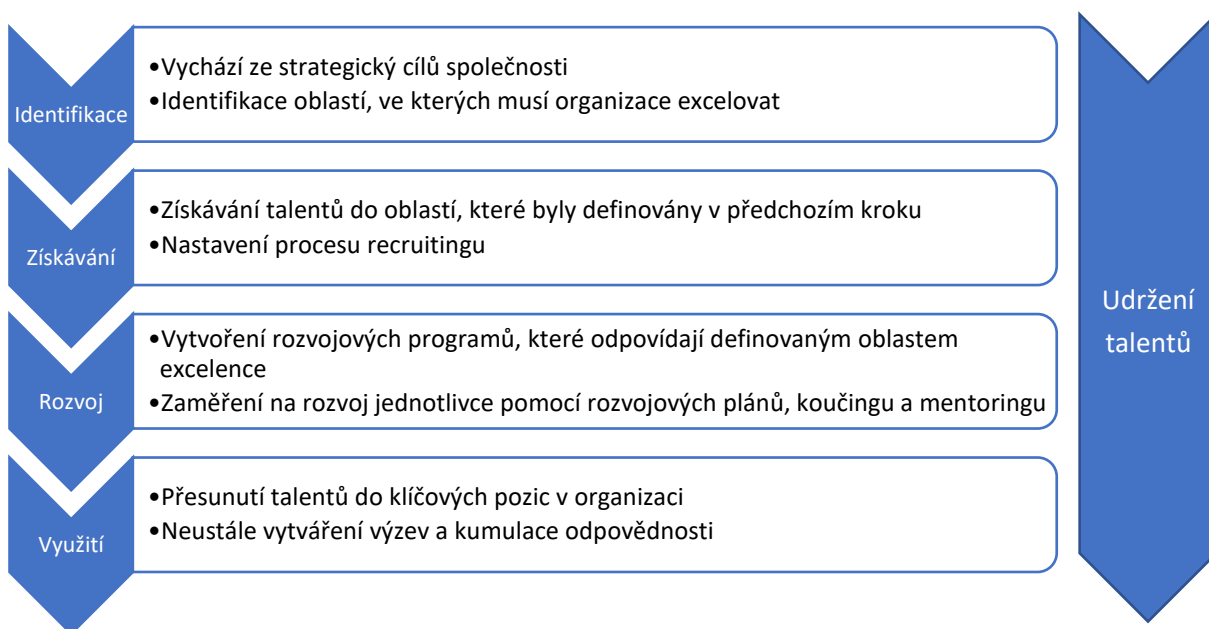 Identifikace
•Vychází ze strategický cílů společnosti
•Identifikace oblastí, ve kterých musí organizace excelovat
Získávání
•Získávání talentů do oblastí, které byly definovány v předchozím kroku
•Nastavení procesu recruitingu
Rozvoj
•Vytvoření rozvojových programů, které odpovídají definovaným oblastem
excelence
•Zaměření na rozvoj jednotlivce pomocí rozvojových plánů, koučingu a mentoringu
Využití
•Přesunutí talentů do klíčových pozic v organizaci
•Neustále vytváření výzev a kumulace odpovědnosti
Udržení
talentů